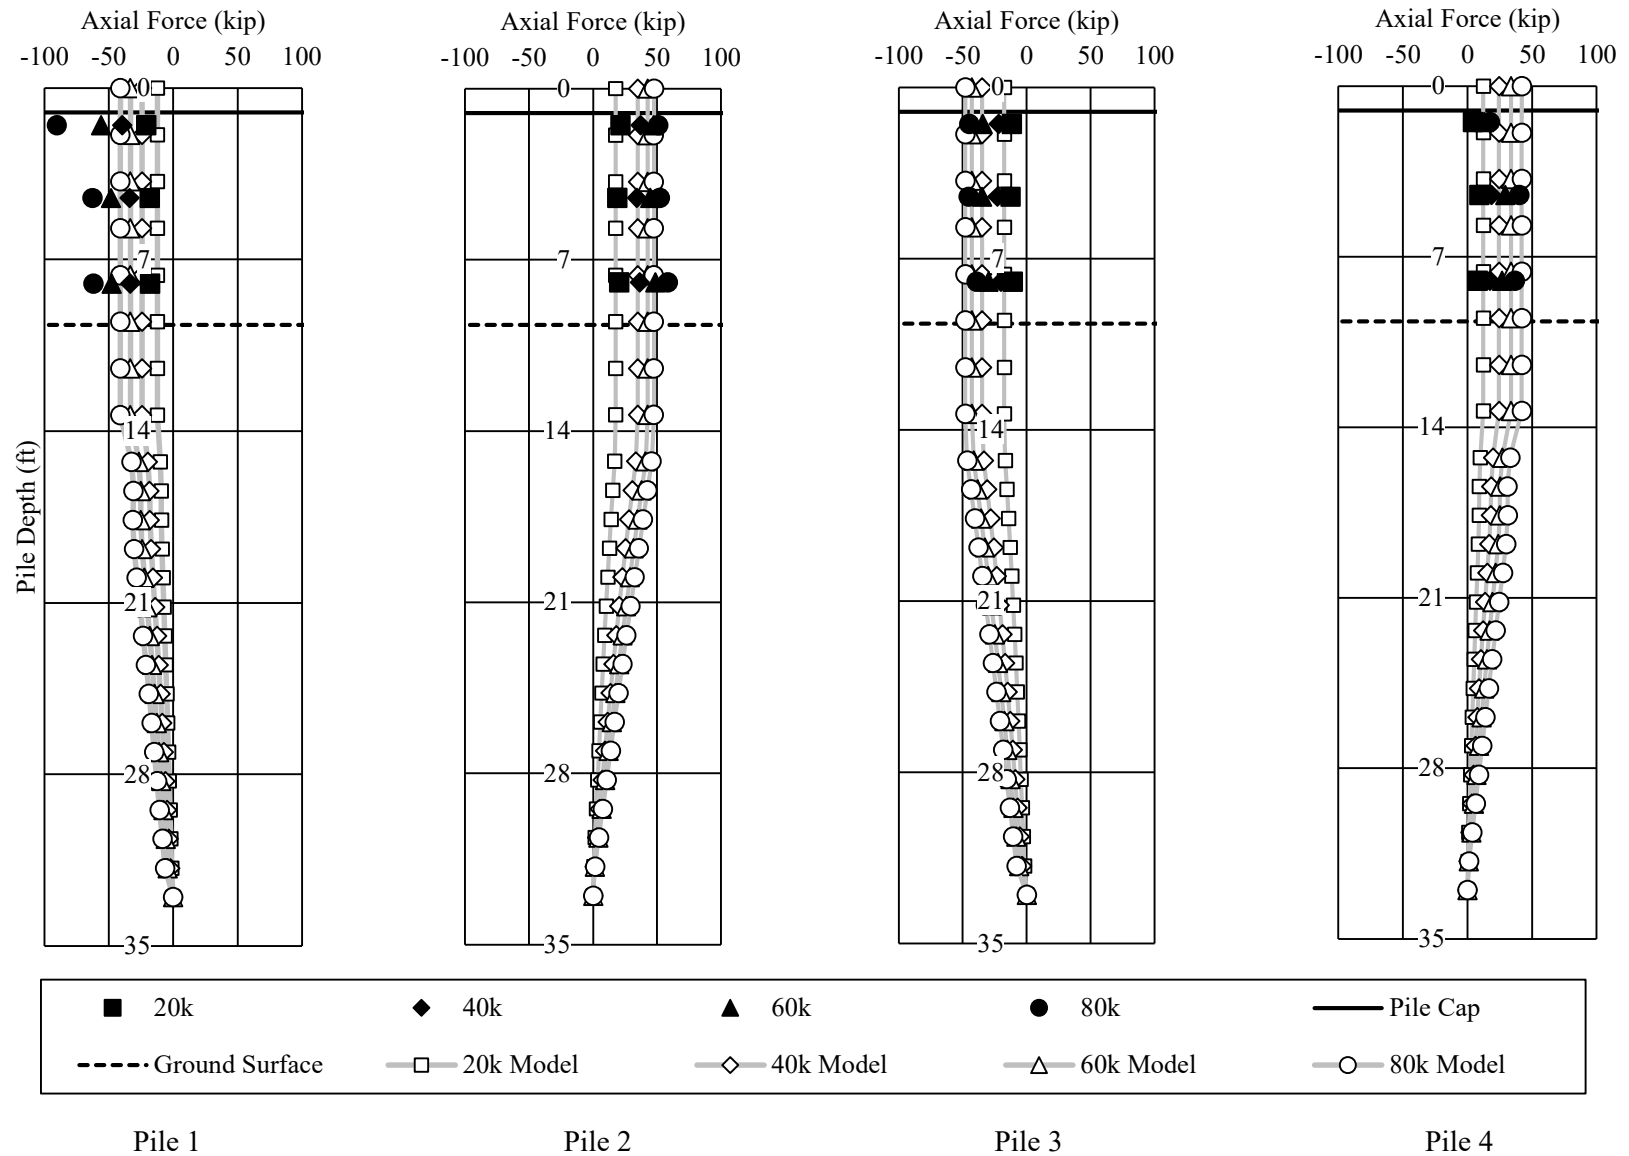 Axial Force (kip) Axial Force (kip) Axial Force (kip) Axial Force (kip)
-100 -50 0 50 100 -100 -50 0 50 100 -100 -50 0 50 100 -100 -50 0 50 100
0 0 0 0
7 7 7 7
14 14 14 14
21 21 21 21
28 28 28 28
35 35 35 35
Pile Depth (ft)
20k 40k 60k 80k Pile Cap
Ground Surface 20k Model 40k Model 60k Model 80k Model
Pile 1 Pile 2 Pile 3 Pile 4